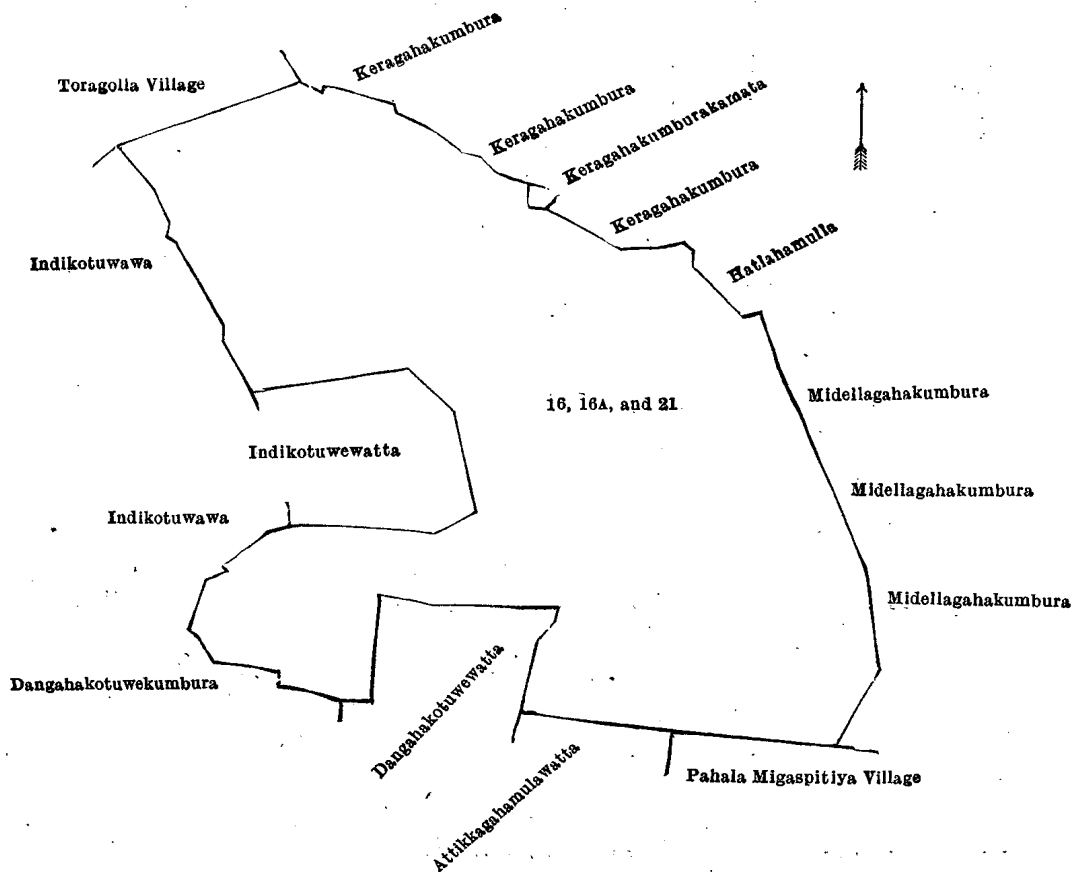 Keragahakumbura
Toragolla Village
Keragahakumbura
Keragahakumburakamata
Keragahakumbura
Hatlahamulla
Indikotuwawa
Midellagahakumbura
16, 16A, and 21
Indikotuwewatta
Midellagahakumbura
Indikotuwawa
Midellagahakumbura
Dangahakotuwekumbura
Dangahakotuwewatta
Pahala Migaspitiya Village
Attikkagahamulawatta